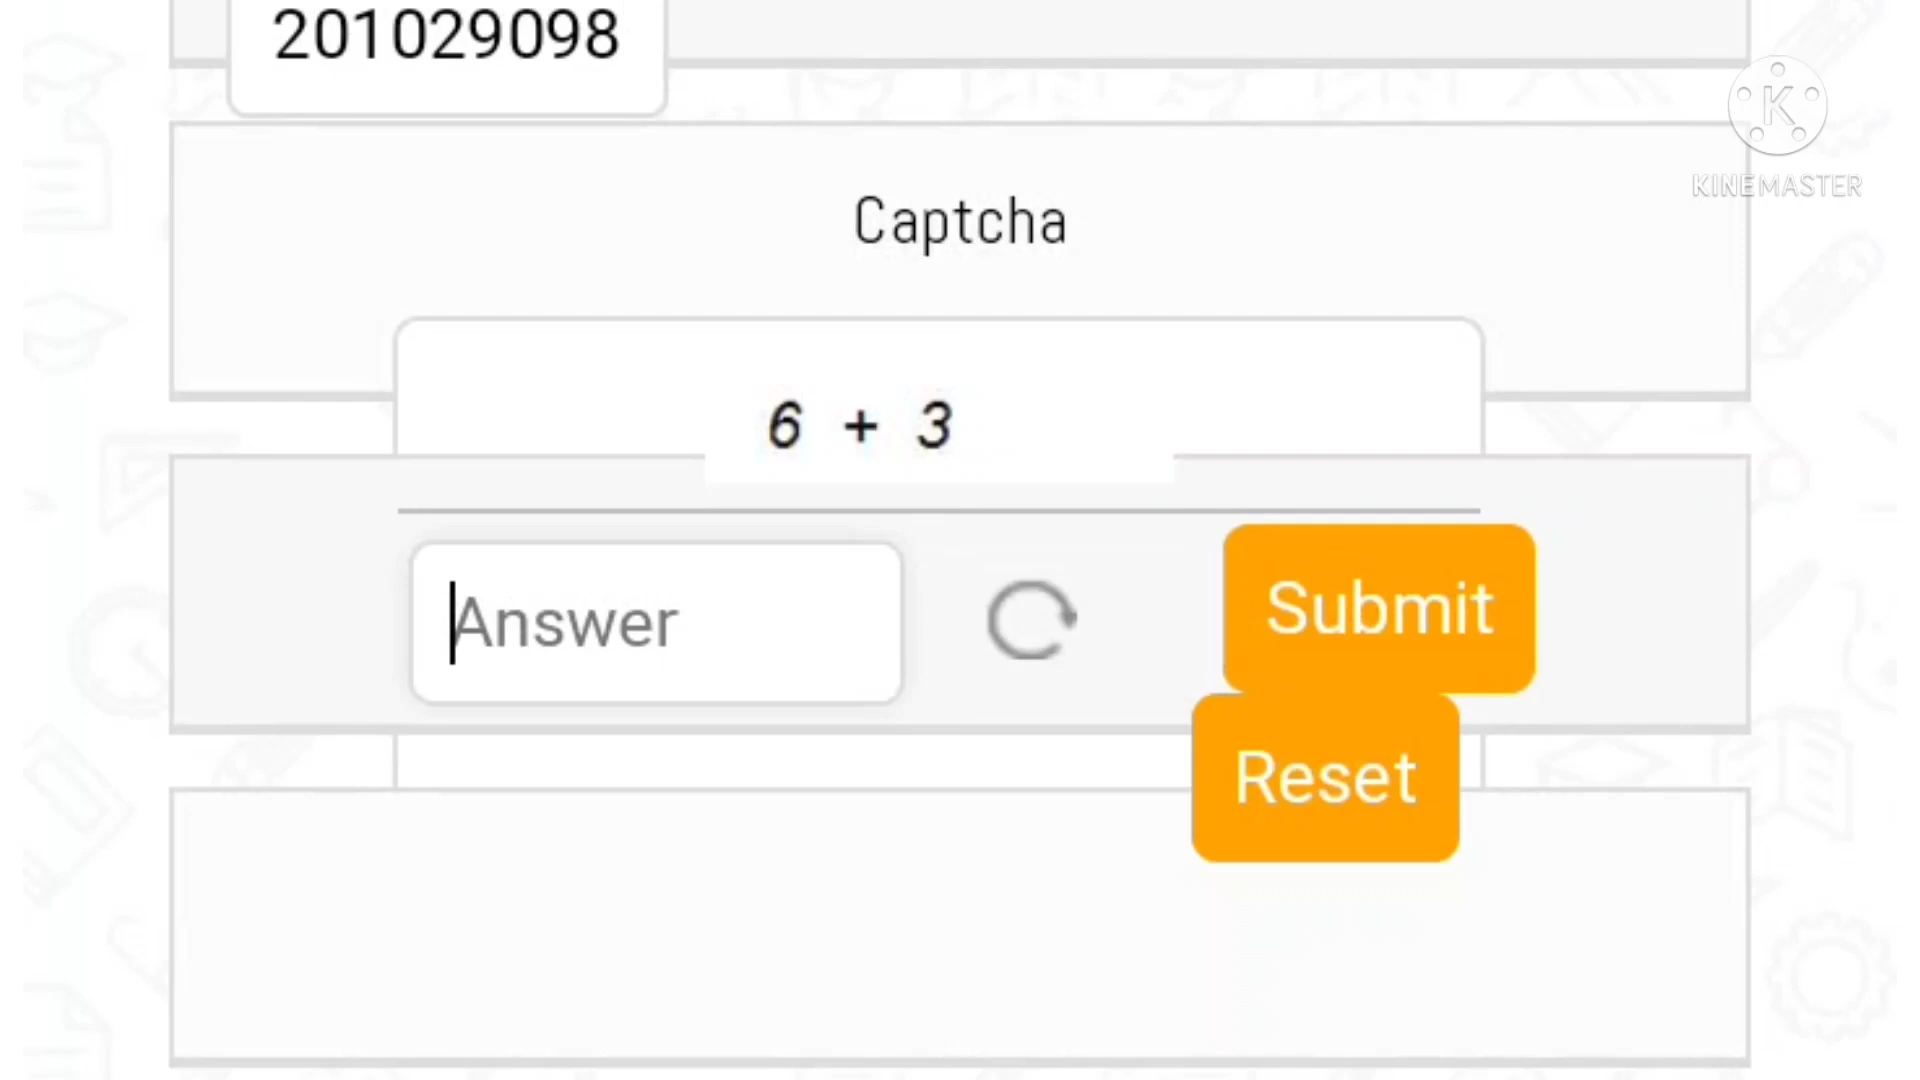 201029098
KINEMASTER
Captcha
6 + 3
Answer
Submit
Reset